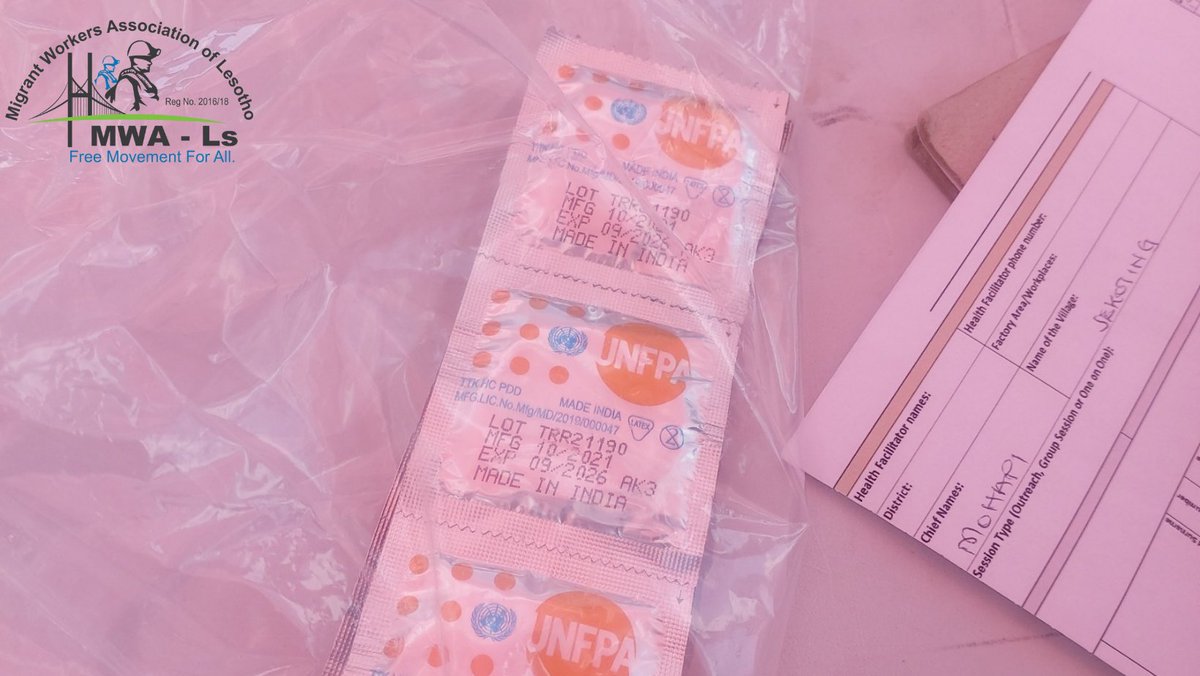 Migrant Workers Association of Lesotho
Reg No. 2016/18
MWA - Ls
Free Movement For All.
UNFPA
MADE INDIA
LOT TRR21190
MFG 10/2021
EXP 09/2026 AK3
MADE IN INDIA
UNFPA
TTK HC PDD
MADE INDIA
MFG.LIC.No.Mfg/MD/2019/000047
LATEX
LOT TRR21190
MFG 10/2021
EXP 09/2026 AK3
MADE IN INDIA
UNFPA
Health Facilitator names:
Health Facilitator phone number:
District:
Factory Area/Workplaces:
Chief Names:
MOHAPI
Name of the Village:
SEKOTING
Session Type (Outreach, Group Session or One on One):
Surname